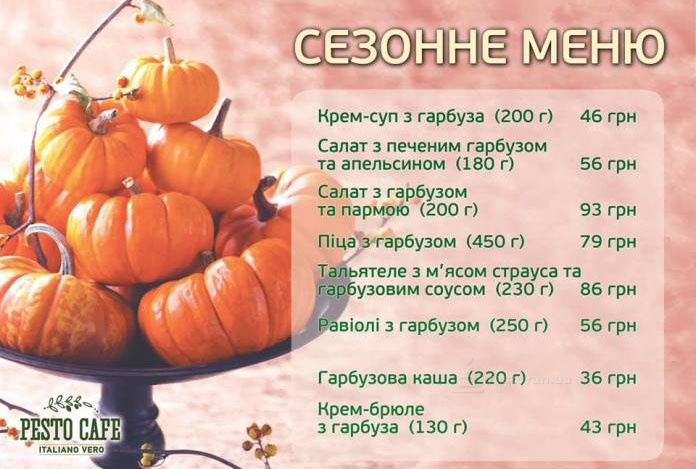 СЕЗОННЕ МЕНЮ
Крем-суп з гарбуза (200 г) 46 грн
Салат з печеним гарбузом
та апельсином (180 г) 56 грн
Салат з гарбузом
та пармою (200 г) 93 грн
Піца з гарбузом (450 г) 79 грн
Тальятеле з м'ясом страуса та
гарбузовим соусом (230 г) 86 грн
Равіолі з гарбузом (250 г) 56 грн
Гарбузова каша (220 г) 36 грн
Крем-брюле
з гарбуза (130 г) 43 грн
PESTO CAFE
ITALIANO VERO